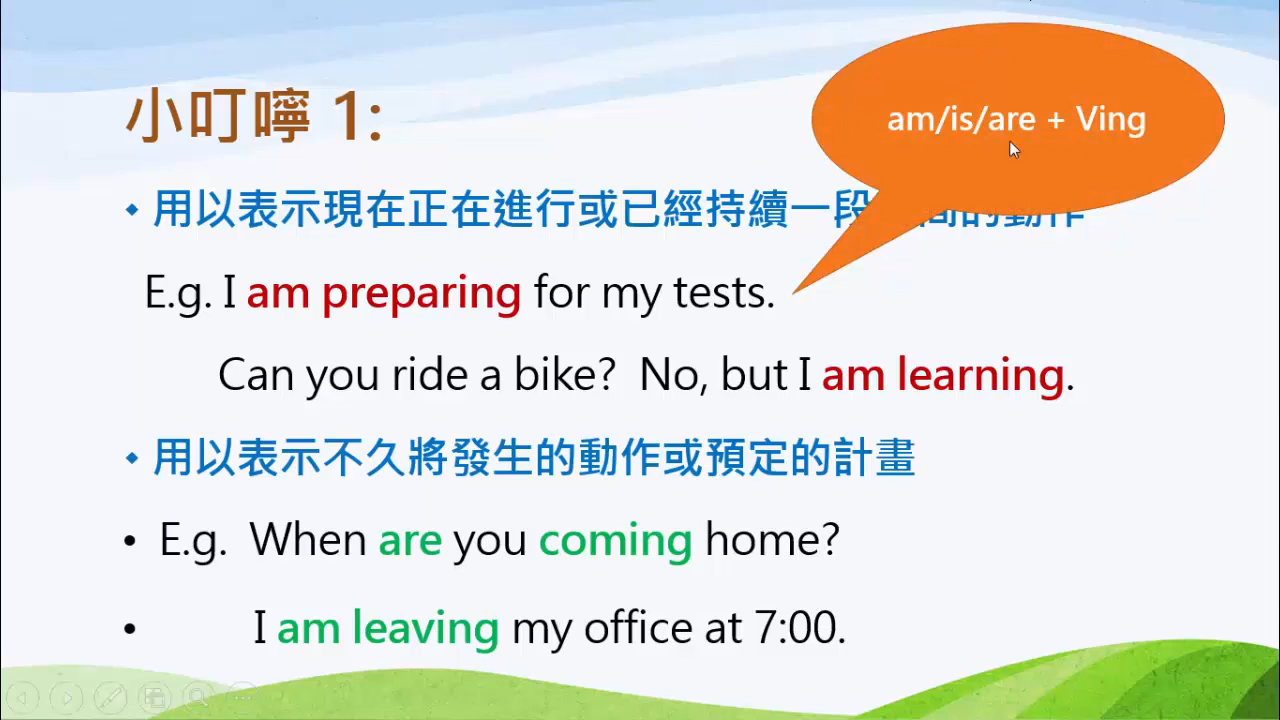 小叮嚀 1:
am/is/are + Ving
用以表示現在正在進行或已經持續一段間的動作
E.g. I am preparing for my tests.
Can you ride a bike? No, but I am learning.
用以表示不久將發生的動作或預定的計畫
• E.g. When are you coming home?
• I am leaving my office at 7:00.